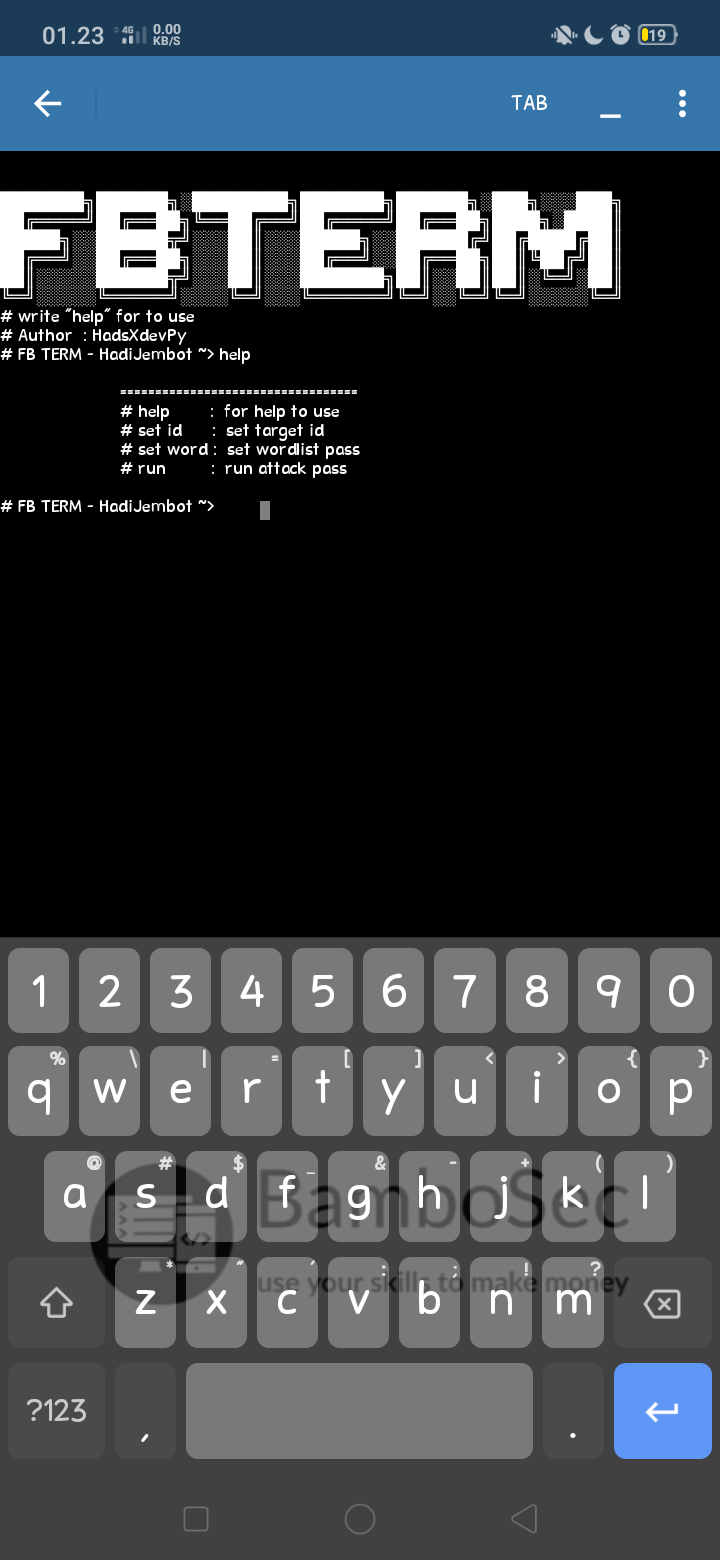 01.23 4G 0.00 KB/S 19
TAB _
FBTERM
# write "help" for to use
# Author : HadsXdevPy
# FB TERM - HadiJembot ~> help
==================================
# help : for help to use
# set id : set target id
# set word : set wordlist pass
# run : run attack pass
# FB TERM - HadiJembot ~>
1 2 3 4 5 6 7 8 9 0
% \ | = [ ] < > { }
q w e r t y u i o p
@ # $ _ & - + ( )
a s d f g h j k l
BamboSec
</>
* " ' : ; ! ?
z x c v b n m
use your skills to make money
?123 , .